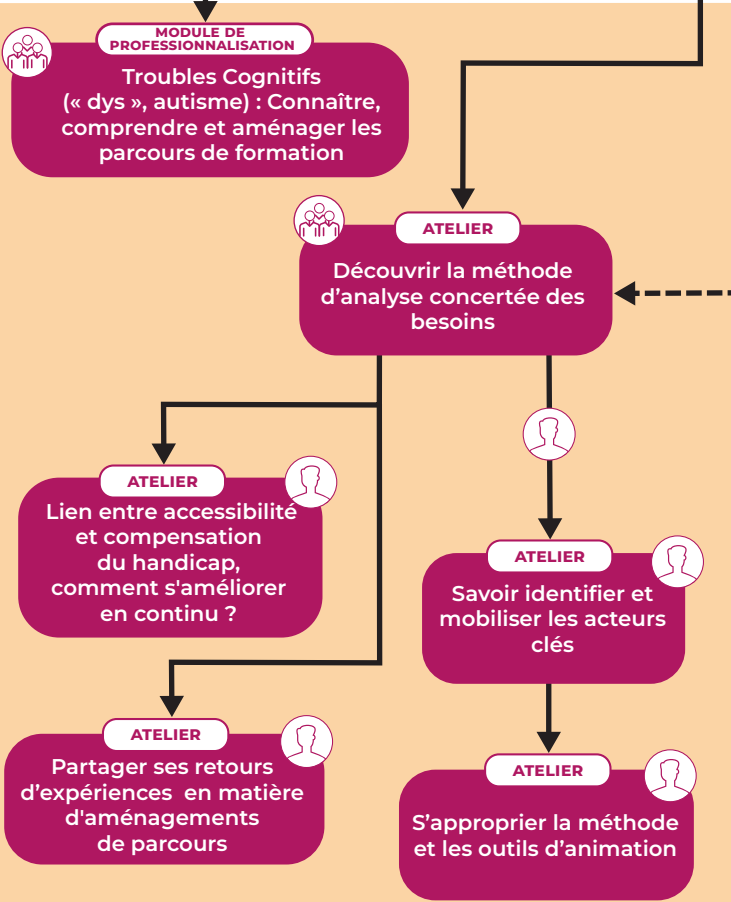 MODULE DE
PROFESSIONNALISATION
Troubles Cognitifs
(« dys », autisme) : Connaître,
comprendre et aménager les
parcours de formation
ATELIER
Découvrir la méthode
d’analyse concertée des
besoins
ATELIER
Lien entre accessibilité
et compensation
du handicap,
comment s'améliorer
en continu ?
ATELIER
Savoir identifier et
mobiliser les acteurs
clés
ATELIER
Partager ses retours
d’expériences en matière
d'aménagements
de parcours
ATELIER
S’approprier la méthode
et les outils d’animation